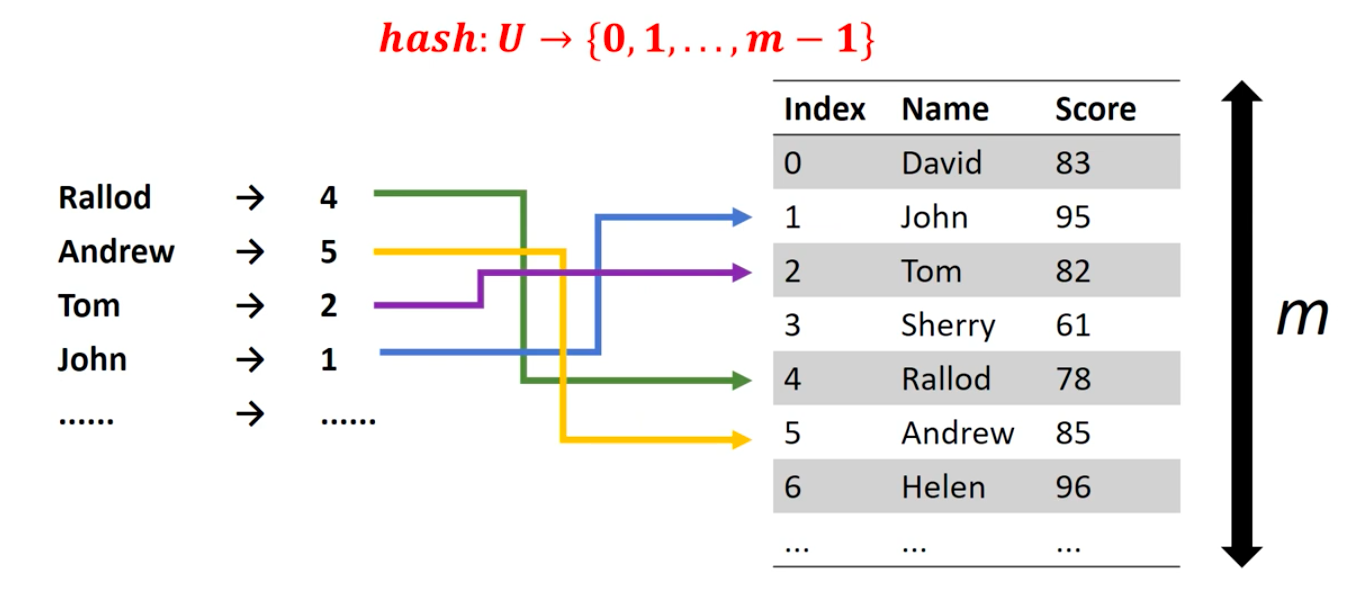 hash: U → {0, 1, . . . , m − 1}
Index Name Score
0 David 83
1 John 95
2 Tom 82
3 Sherry 61
4 Rallod 78
5 Andrew 85
6 Helen 96
... ... ...
Rallod → 4
Andrew → 5
Tom → 2
John → 1
...... → ......
m